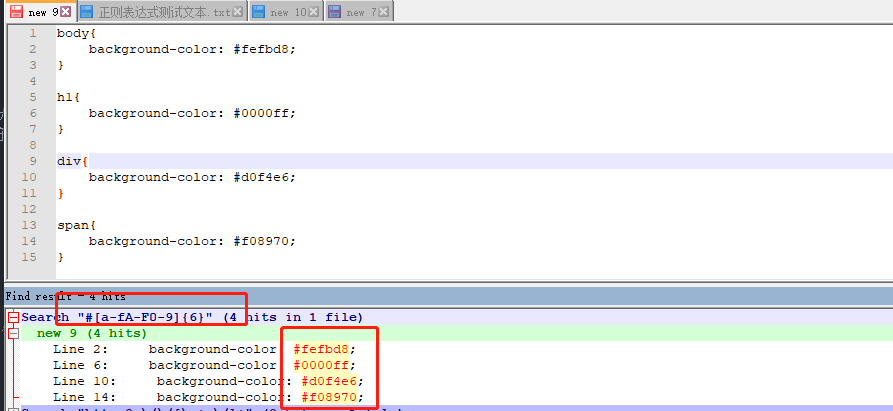 new 9 正则表达式测试文本.txt new 10 new 7
1 body{
2 background-color: #fefbd8;
3 }
4
5 h1{
6 background-color: #0000ff;
7 }
8
9 div{
10 background-color: #d0f4e6;
11 }
12
13 span{
14 background-color: #f08970;
15 }
Find result - 4 hits
Search "#[a-fA-F0-9]{6}" (4 hits in 1 file)
new 9 (4 hits)
Line 2: background-color: #fefbd8;
Line 6: background-color: #0000ff;
Line 10: background-color: #d0f4e6;
Line 14: background-color: #f08970;